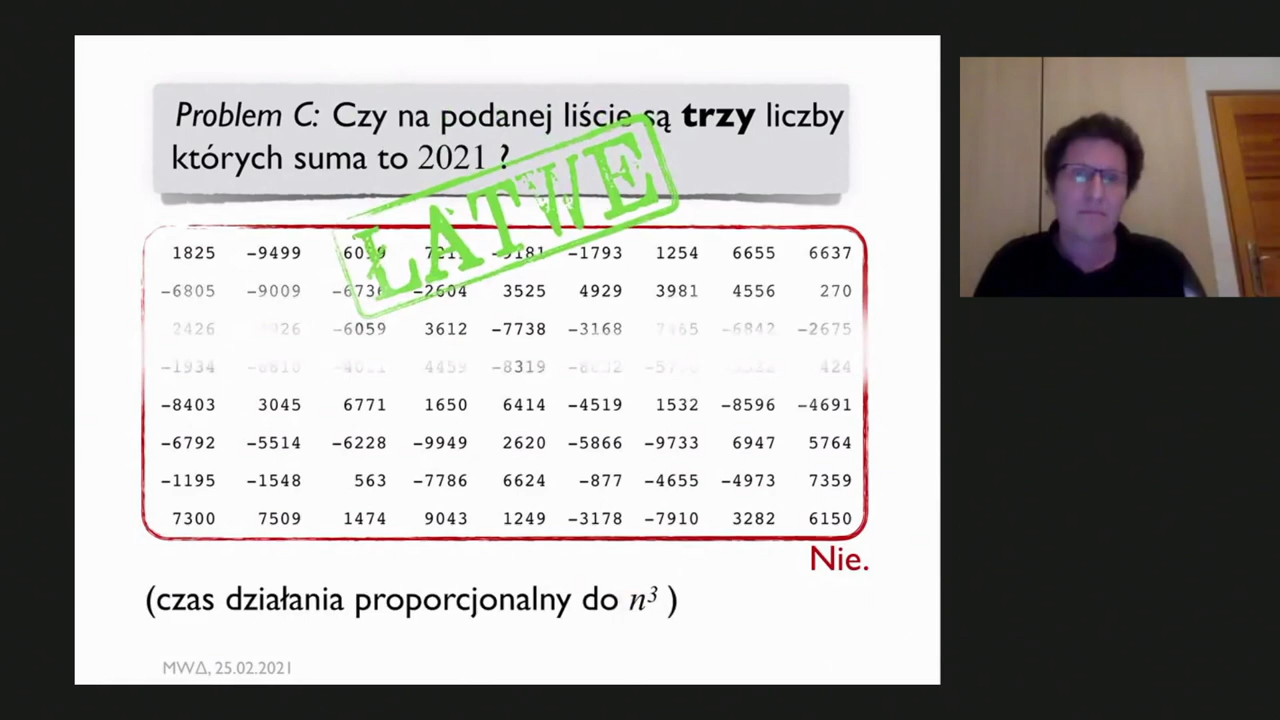 Problem C: Czy na podanej liście są trzy liczby
których suma to 2021 ?
ŁATWE
1825 -9499 -1793 1254 6655 6637
-6805 -9009 -2604 3525 4929 3981 4556 270
2426 -6059 3612 -7738 -3168 7465 -6842 -2675
-1934 4459 -8319 424
-8403 3045 6771 1650 6414 -4519 1532 -8596 -4691
-6792 -5514 -6228 -9949 2620 -5866 -9733 6947 5764
-1195 -1548 563 -7786 6624 -877 -4655 -4973 7359
7300 7509 1474 9043 1249 -3178 -7910 3282 6150
Nie.
(czas działania proporcjonalny do n³ )
MW∆, 25.02.2021